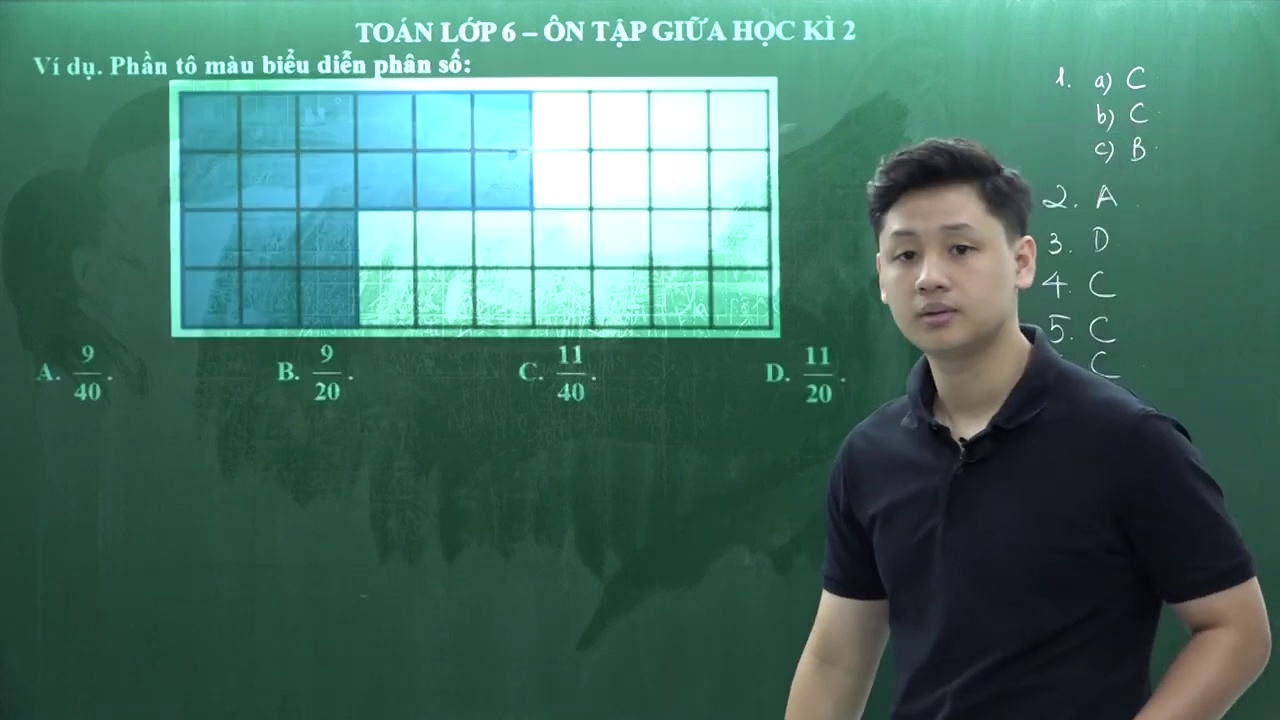 TOÁN LỚP 6 – ÔN TẬP GIỮA HỌC KÌ 2
Ví dụ. Phần tô màu biểu diễn phân số:
A. 9/40. B. 9/20. C. 11/40. D. 11/20.
1. a) C
b) C
c) B
2. A
3. D
4. C
5. C
C